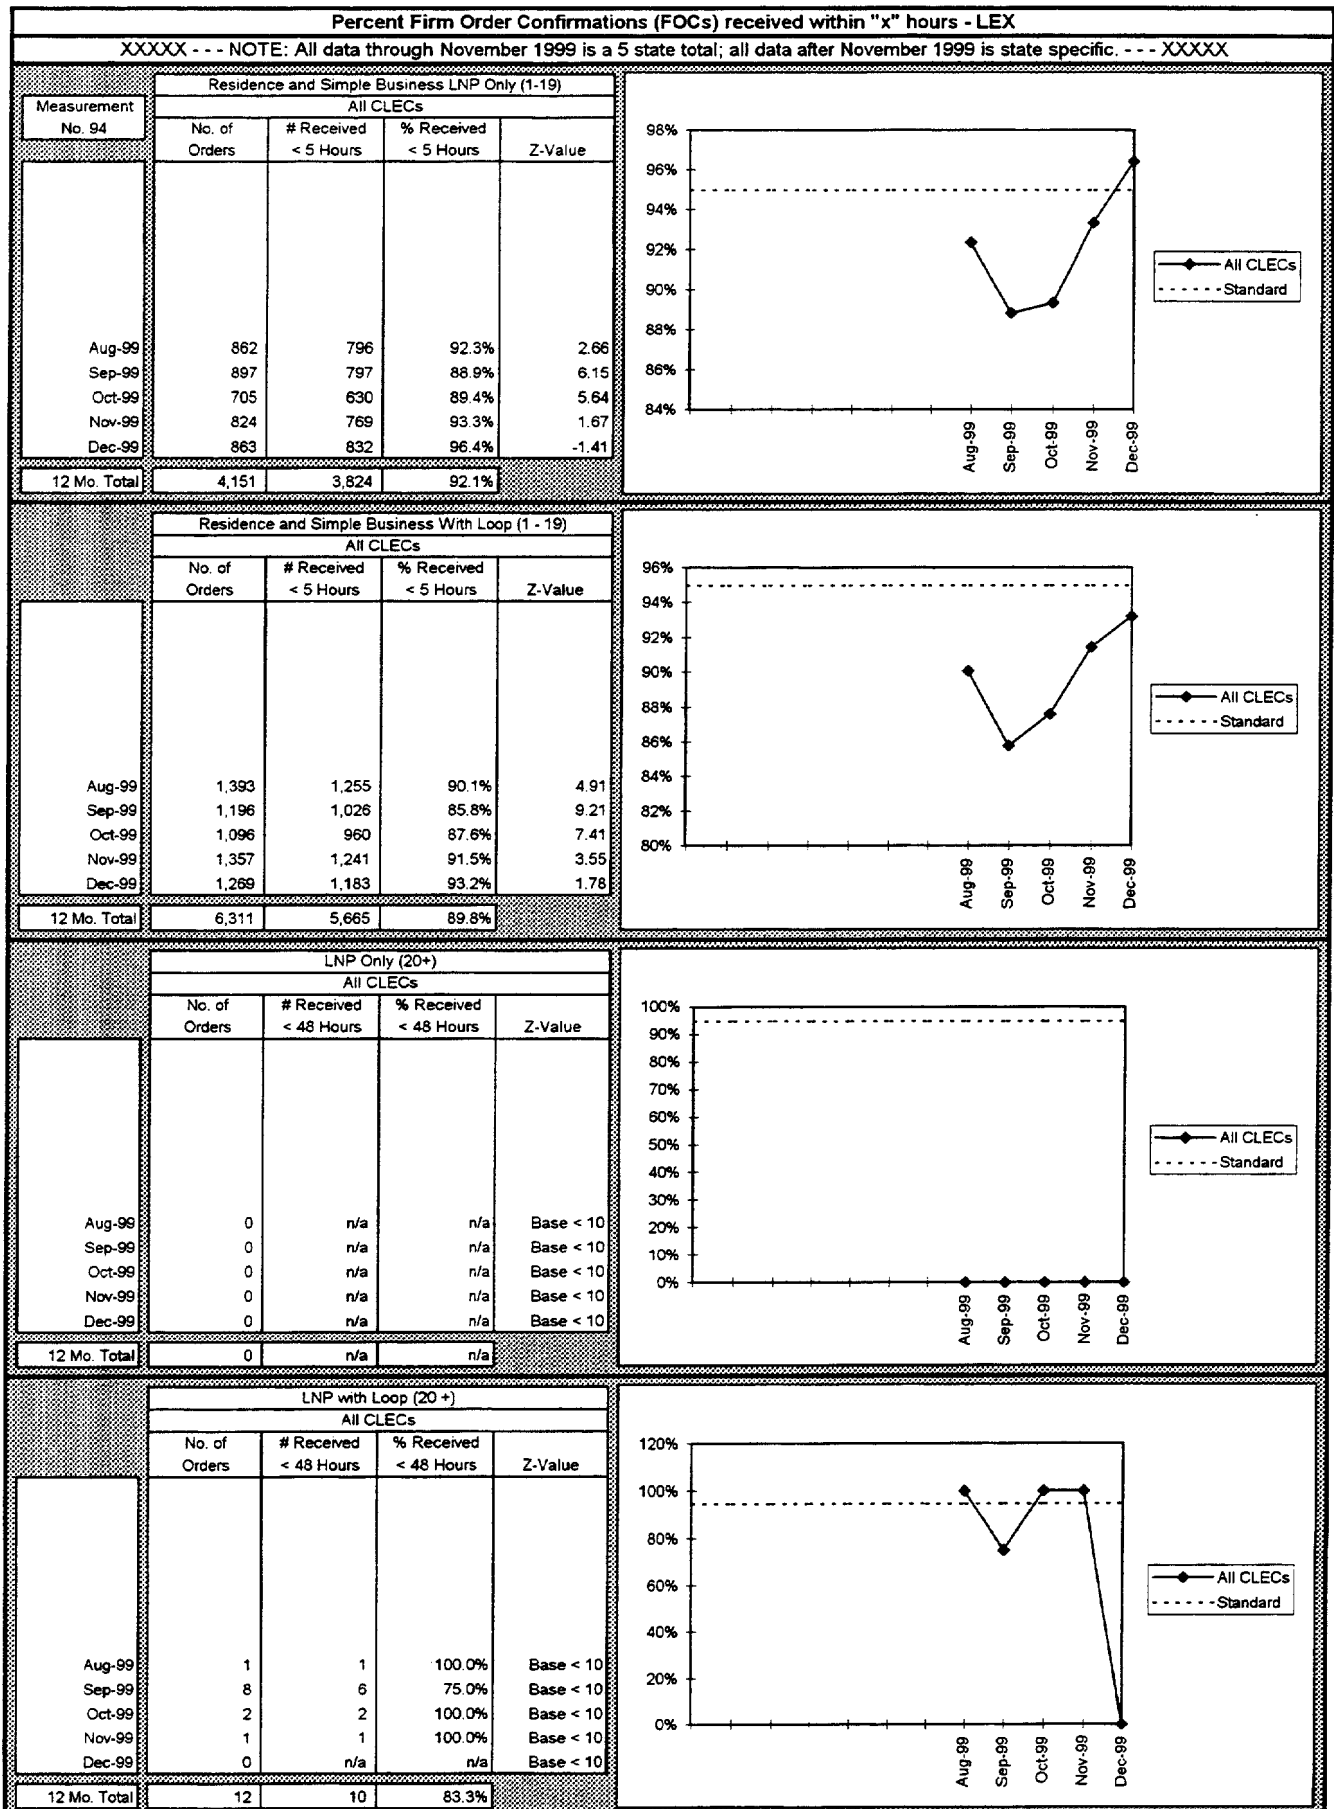 Percent Firm Order Confirmations (FOCs) received within "x" hours - LEX
XXXXX - - - NOTE: All data through November 1999 is a 5 state total; all data after November 1999 is state specific. - - - XXXXX
Measurement
No. 94
Residence and Simple Business LNP Only (1-19)
All CLECs
No. of # Received % Received
Orders < 5 Hours < 5 Hours Z-Value
Aug-99 862 796 92.3% 2.66
Sep-99 897 797 88.9% 6.15
Oct-99 705 630 89.4% 5.64
Nov-99 824 769 93.3% 1.67
Dec-99 863 832 96.4% -1.41
12 Mo. Total 4,151 3,824 92.1%
98%
96%
94%
92%
90%
88%
86%
84%
Aug-99 Sep-99 Oct-99 Nov-99 Dec-99
All CLECs
Standard
Residence and Simple Business With Loop (1 - 19)
All CLECs
No. of # Received % Received
Orders < 5 Hours < 5 Hours Z-Value
Aug-99 1,393 1,255 90.1% 4.91
Sep-99 1,196 1,026 85.8% 9.21
Oct-99 1,096 960 87.6% 7.41
Nov-99 1,357 1,241 91.5% 3.55
Dec-99 1,269 1,183 93.2% 1.78
12 Mo. Total 6,311 5,665 89.8%
96%
94%
92%
90%
88%
86%
84%
82%
80%
Aug-99 Sep-99 Oct-99 Nov-99 Dec-99
All CLECs
Standard
LNP Only (20+)
All CLECs
No. of # Received % Received
Orders < 48 Hours < 48 Hours Z-Value
Aug-99 0 n/a n/a Base < 10
Sep-99 0 n/a n/a Base < 10
Oct-99 0 n/a n/a Base < 10
Nov-99 0 n/a n/a Base < 10
Dec-99 0 n/a n/a Base < 10
12 Mo. Total 0 n/a n/a
100%
90%
80%
70%
60%
50%
40%
30%
20%
10%
0%
Aug-99 Sep-99 Oct-99 Nov-99 Dec-99
All CLECs
Standard
LNP with Loop (20 +)
All CLECs
No. of # Received % Received
Orders < 48 Hours < 48 Hours Z-Value
Aug-99 1 1 100.0% Base < 10
Sep-99 8 6 75.0% Base < 10
Oct-99 2 2 100.0% Base < 10
Nov-99 1 1 100.0% Base < 10
Dec-99 0 n/a n/a Base < 10
12 Mo. Total 12 10 83.3%
120%
100%
80%
60%
40%
20%
0%
Aug-99 Sep-99 Oct-99 Nov-99 Dec-99
All CLECs
Standard